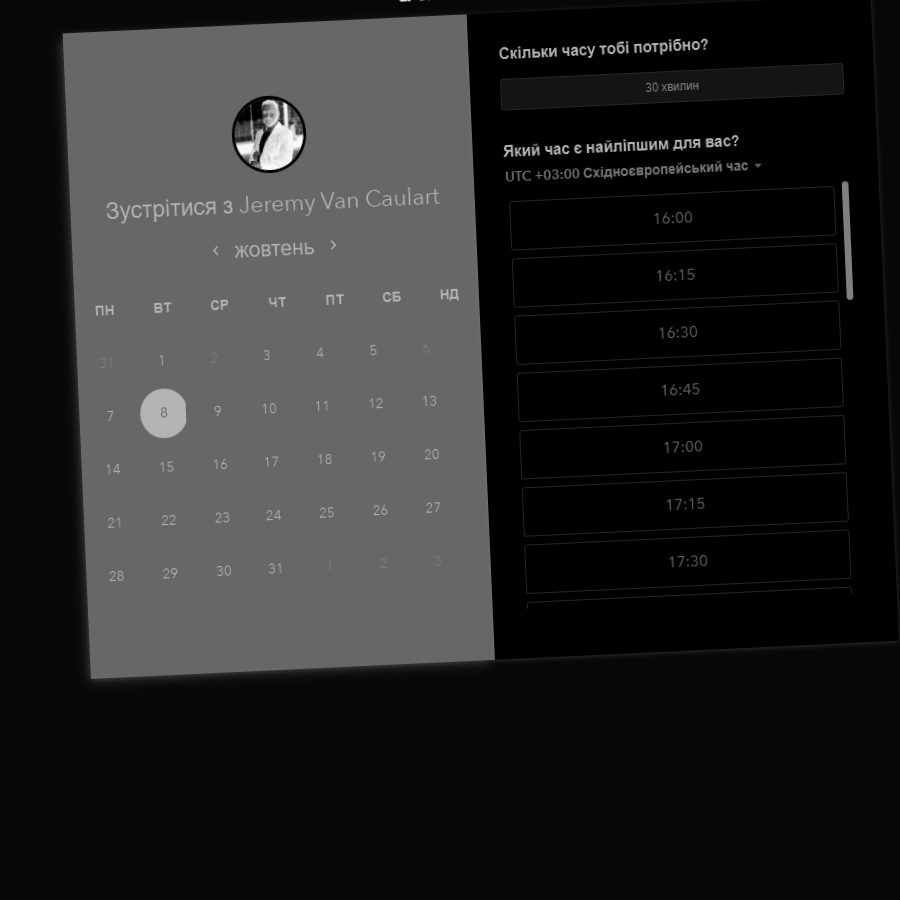 Зустрітися з Jeremy Van Caulart
жовтень
ПН ВТ СР ЧТ ПТ СБ НД
31 1 2 3 4 5 6
7 8 9 10 11 12 13
14 15 16 17 18 19 20
21 22 23 24 25 26 27
28 29 30 31 1 2 3
Скільки часу тобі потрібно?
30 хвилин
Який час є найліпшим для вас?
UTC +03:00 Східноєвропейський час
16:00
16:15
16:30
16:45
17:00
17:15
17:30